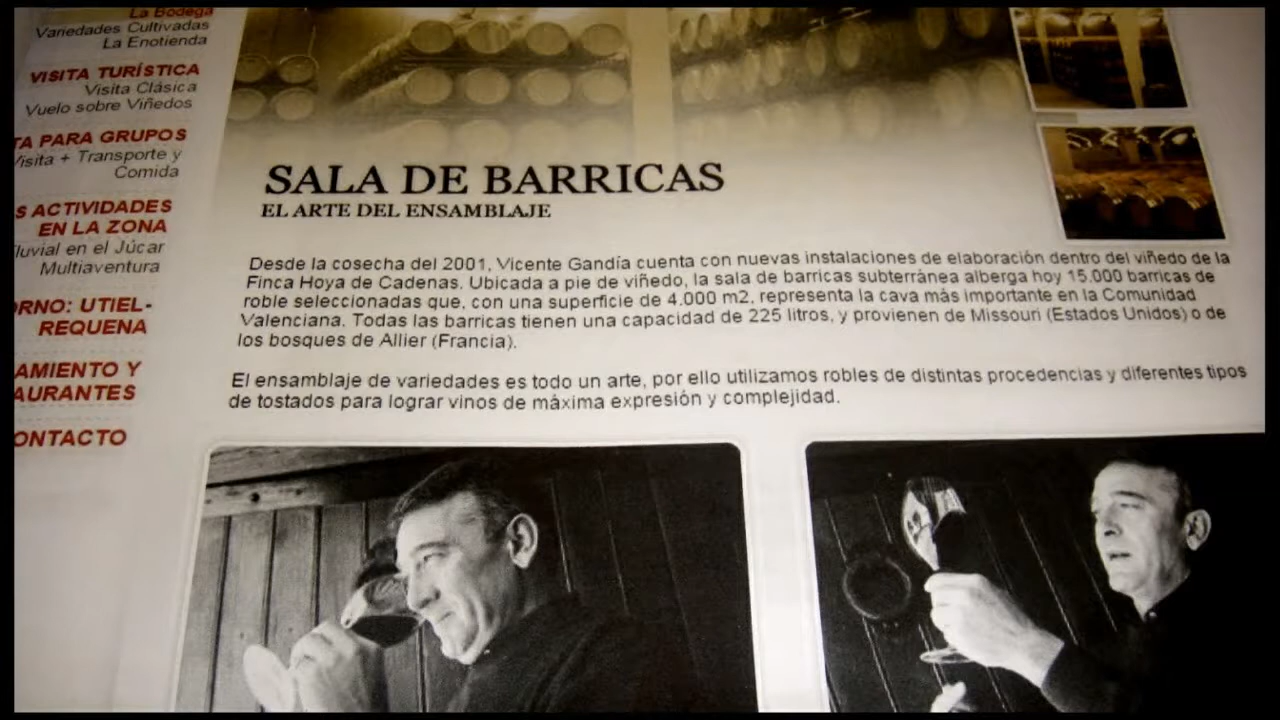 La Bodega
Variedades Cultivadas
La Enotienda
VISITA TURÍSTICA
Visita Clásica
Vuelo sobre Viñedos
PARA GRUPOS
Visita + Transporte y
Comida
ACTIVIDADES
EN LA ZONA
en el Júcar
Multiaventura
UTIEL-
REQUENA
Y
CONTACTO
SALA DE BARRICAS
EL ARTE DEL ENSAMBLAJE
Desde la cosecha del 2001, Vicente Gandía cuenta con nuevas instalaciones de elaboración dentro del viñedo de la
Finca Hoya de Cadenas. Ubicada a pie de viñedo, la sala de barricas subterránea alberga hoy 15.000 barricas de
roble seleccionadas que, con una superficie de 4.000 m2, representa la cava más importante en la Comunidad
Valenciana. Todas las barricas tienen una capacidad de 225 litros, y provienen de Missouri (Estados Unidos) o de
los bosques de Allier (Francia).
El ensamblaje de variedades es todo un arte, por ello utilizamos robles de distintas procedencias y diferentes tipos
de tostados para lograr vinos de máxima expresión y complejidad.